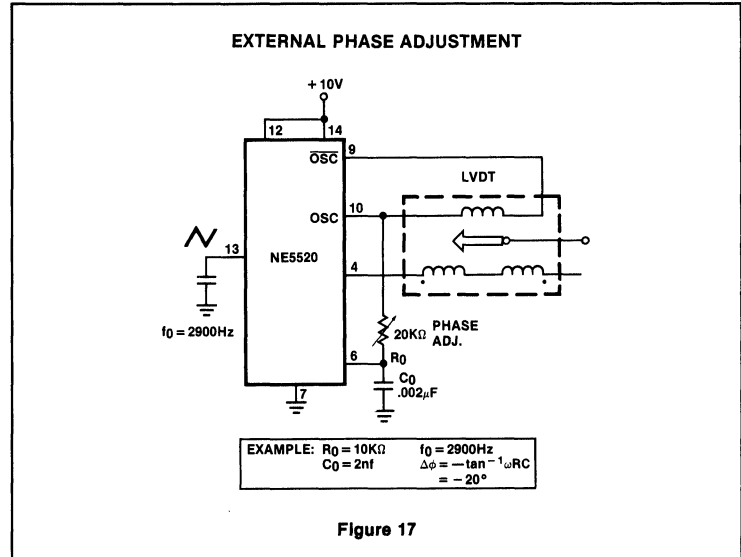 EXTERNAL PHASE ADJUSTMENT
+ 10V
12
14
OSC
9
LVDT
OSC
10
13
NE5520
4
f0 = 2900Hz
20KΩ PHASE
ADJ.
6
R0
C0
.002μF
7
EXAMPLE: R0 = 10KΩ f0 = 2900Hz
C0 = 2nf Δϕ = —tan −1ωRC
= − 20°
Figure 17